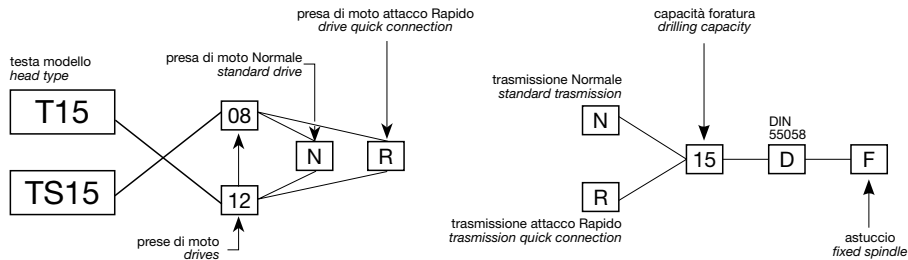 presa di moto attacco Rapido
drive quick connection
presa di moto Normale
standard drive
testa modello
head type
T15
TS15
08
12
N
R
prese di moto
drives
capacità foratura
drilling capacity
trasmissione Normale
standard trasmission
N
R
15
DIN
55058
D
F
trasmissione attacco Rapido
trasmission quick connection
astuccio
fixed spindle